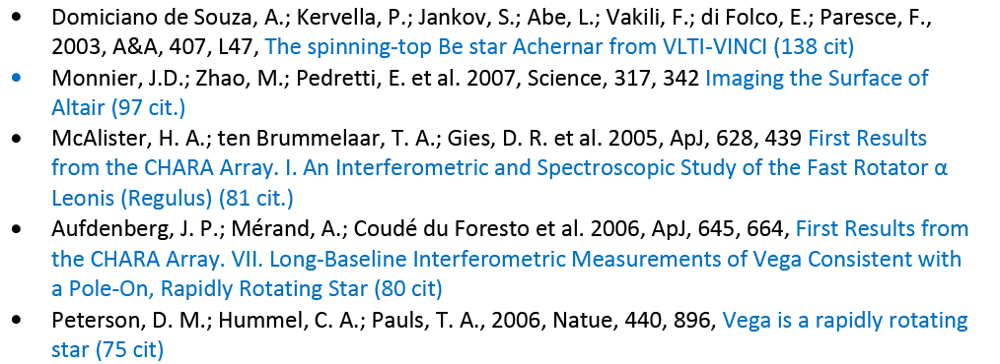 • Domiciano de Souza, A.; Kervella, P.; Jankov, S.; Abe, L.; Vakili, F.; di Folco, E.; Paresce, F.,
2003, A&A, 407, L47, The spinning-top Be star Achernar from VLTI-VINCI (138 cit)
• Monnier, J.D.; Zhao, M.; Pedretti, E. et al. 2007, Science, 317, 342 Imaging the Surface of
Altair (97 cit.)
• McAlister, H. A.; ten Brummelaar, T. A.; Gies, D. R. et al. 2005, ApJ, 628, 439 First Results
from the CHARA Array. I. An Interferometric and Spectroscopic Study of the Fast Rotator α
Leonis (Regulus) (81 cit.)
• Aufdenberg, J. P.; Mérand, A.; Coudé du Foresto et al. 2006, ApJ, 645, 664, First Results from
the CHARA Array. VII. Long-Baseline Interferometric Measurements of Vega Consistent with
a Pole-On, Rapidly Rotating Star (80 cit)
• Peterson, D. M.; Hummel, C. A.; Pauls, T. A., 2006, Natue, 440, 896, Vega is a rapidly rotating
star (75 cit)